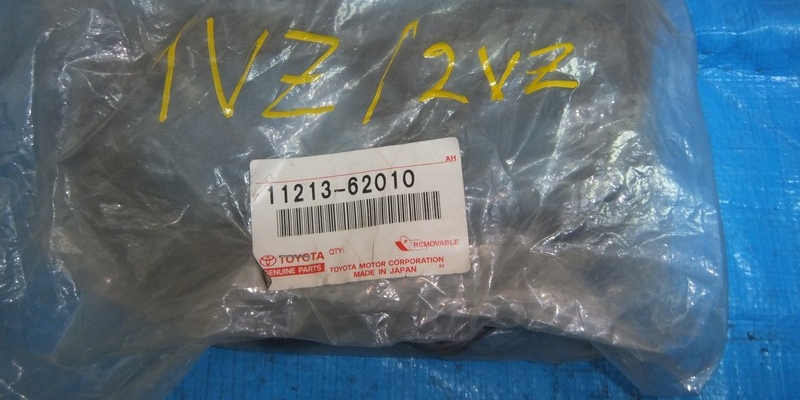 1VZ/2VZ
AH
11213-62010
TOYOTA QTY: REMOVABLE
GENUINE PARTS TOYOTA MOTOR CORPORATION
MADE IN JAPAN